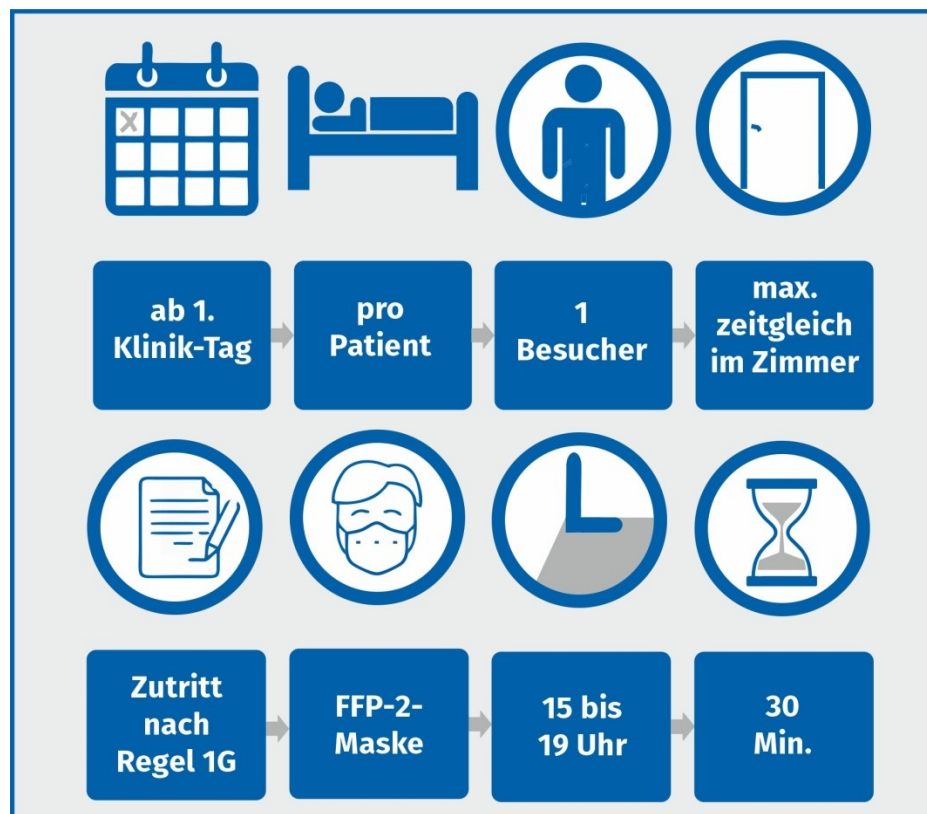 ab 1.
Klinik-Tag
pro
Patient
1
Besucher
max.
zeitgleich
im Zimmer
Zutritt
nach
Regel 1G
FFP-2-
Maske
15 bis
19 Uhr
30
Min.